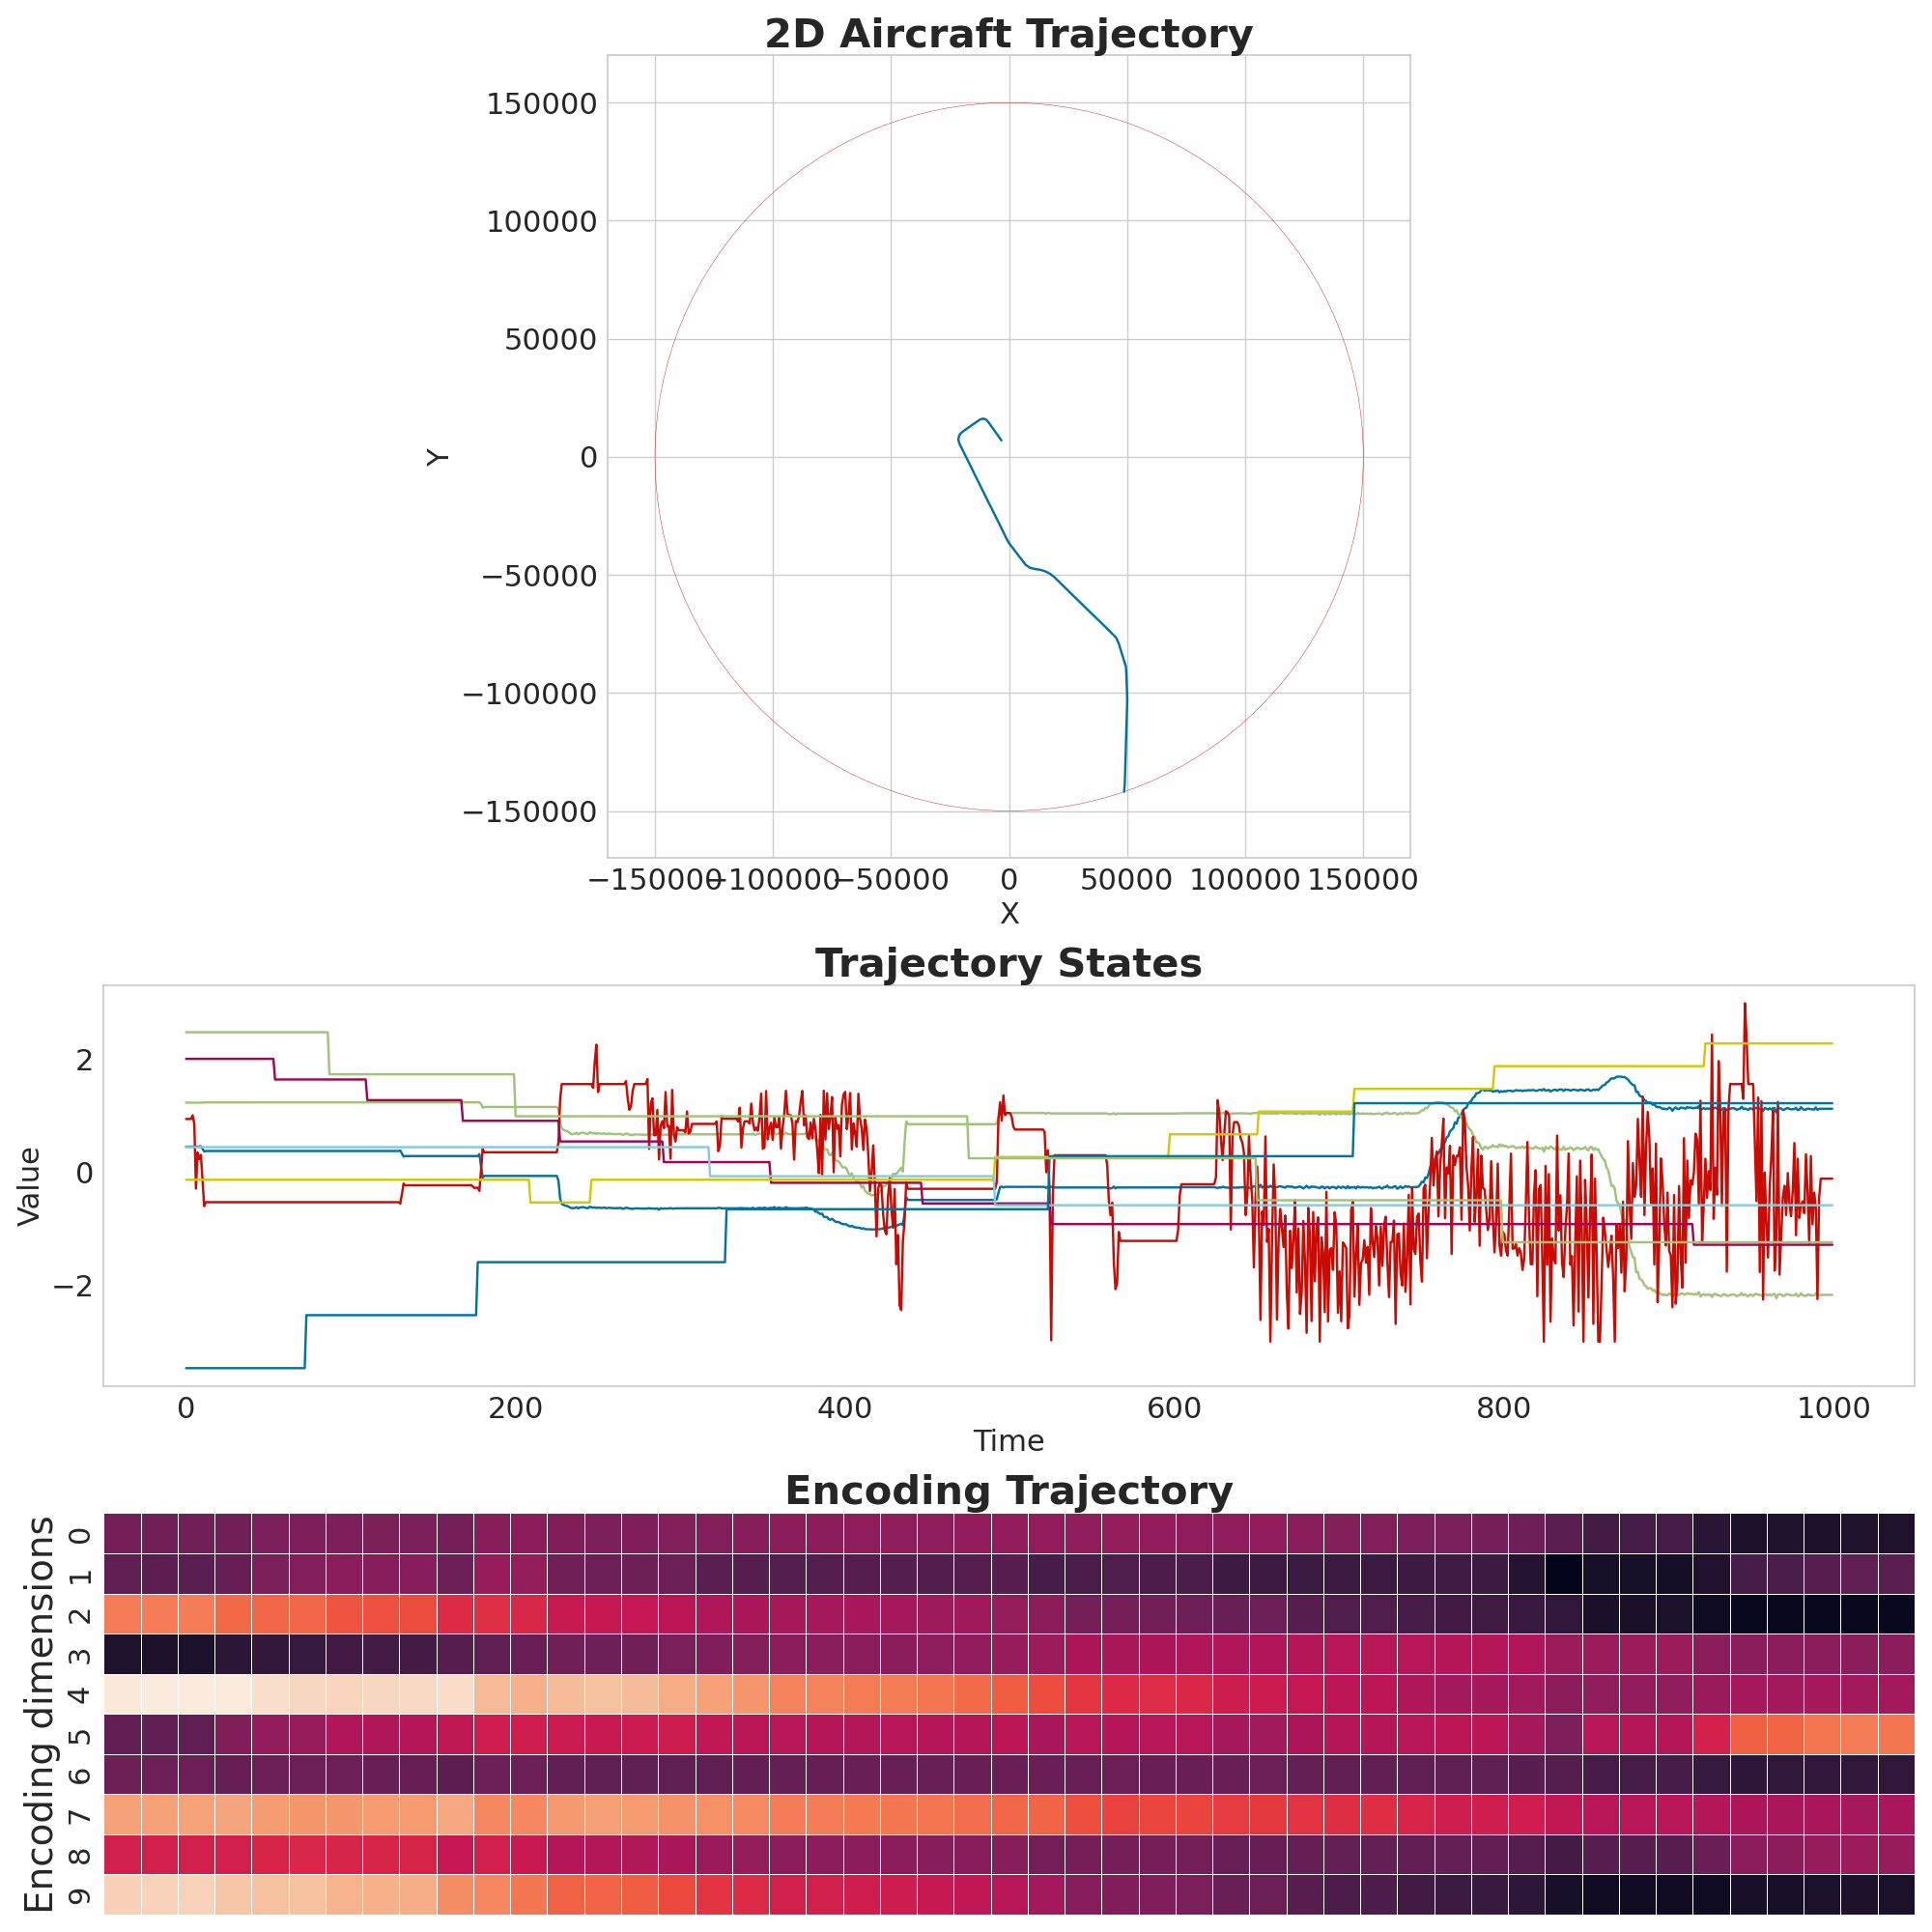 2D Aircraft Trajectory
150000
100000
50000
0
−50000
−100000
−150000
Y
−150000 −100000 −50000 0 50000 100000 150000
X
Trajectory States
2
0
−2
Value
0 200 400 600 800 1000
Time
Encoding Trajectory
Encoding dimensions
0
1
2
3
4
5
6
7
8
9